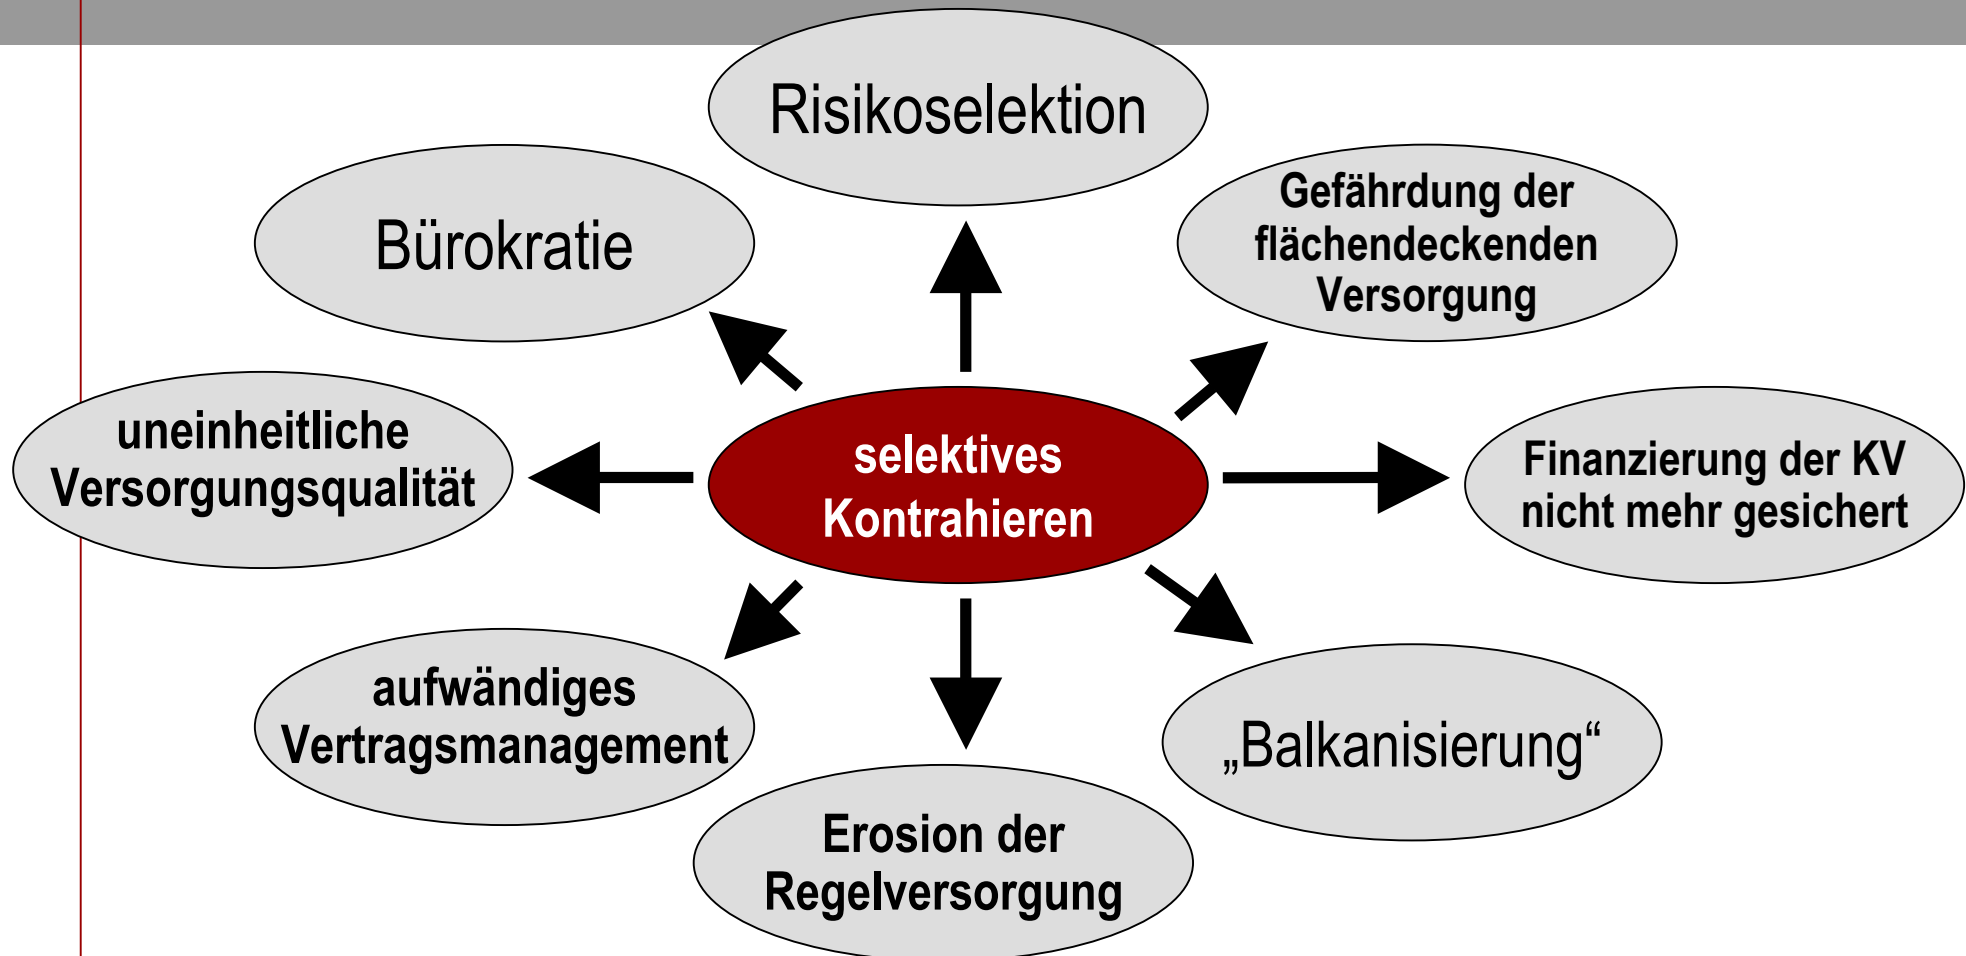 Risikoselektion
Bürokratie
Gefährdung der
flächendeckenden
Versorgung
uneinheitliche
Versorgungsqualität
selektives
Kontrahieren
Finanzierung der KV
nicht mehr gesichert
aufwändiges
Vertragsmanagement
„Balkanisierung“
Erosion der
Regelversorgung